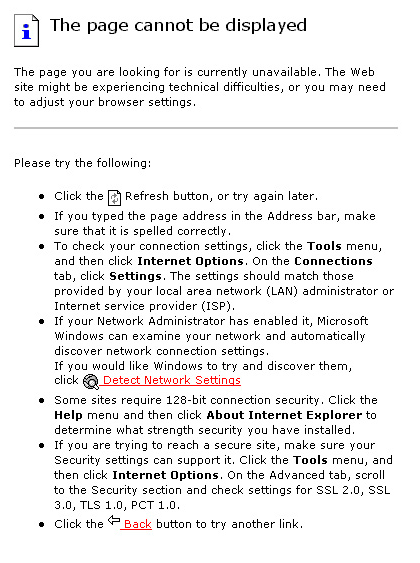 The page cannot be displayed
The page you are looking for is currently unavailable. The Web
site might be experiencing technical difficulties, or you may need
to adjust your browser settings.
Please try the following:
Click the Refresh button, or try again later.
If you typed the page address in the Address bar, make
sure that it is spelled correctly.
To check your connection settings, click the Tools menu,
and then click Internet Options. On the Connections
tab, click Settings. The settings should match those
provided by your local area network (LAN) administrator or
Internet service provider (ISP).
If your Network Administrator has enabled it, Microsoft
Windows can examine your network and automatically
discover network connection settings.
If you would like Windows to try and discover them,
click Detect Network Settings
Some sites require 128-bit connection security. Click the
Help menu and then click About Internet Explorer to
determine what strength security you have installed.
If you are trying to reach a secure site, make sure your
Security settings can support it. Click the Tools menu, and
then click Internet Options. On the Advanced tab, scroll
to the Security section and check settings for SSL 2.0, SSL
3.0, TLS 1.0, PCT 1.0.
Click the Back button to try another link.